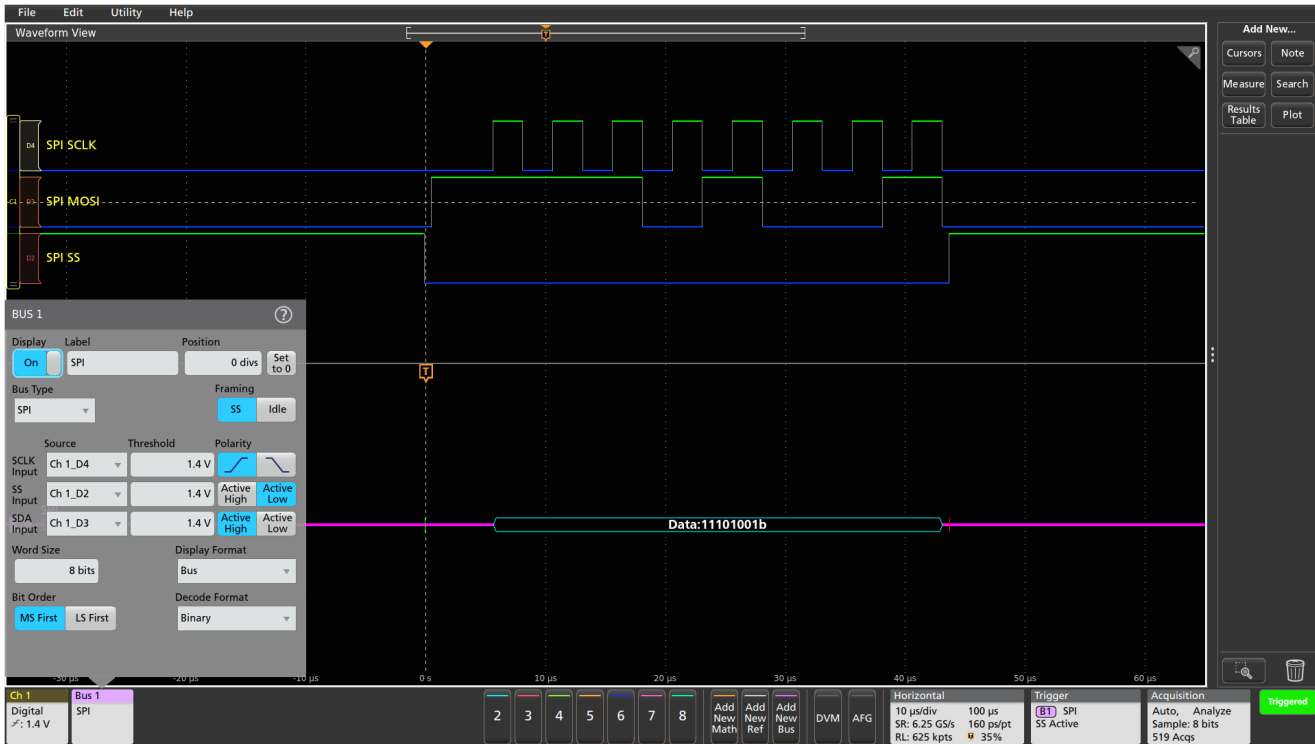 File Edit Utility Help
Waveform View
Add New...
Cursors Note
Measure Search
Results Table Plot
D4 SPI SCLK
C1 D3 SPI MOSI
D2 SPI SS
BUS 1 ?
Display Label Position
On SPI 0 divs Set to 0
Bus Type Framing
SPI SS Idle
Source Threshold Polarity
SCLK Input Ch 1_D4 1.4 V
SS Input Ch 1_D2 1.4 V Active High Active Low
SDA Input Ch 1_D3 1.4 V Active High Active Low
Word Size Display Format
8 bits Bus
Bit Order Decode Format
MS First LS First Binary
T
T
Data:11101001b
-30 µs -20 µs -10 µs 0 s 10 µs 20 µs 30 µs 40 µs 50 µs 60 µs
Ch 1
Digital
: 1.4 V
Bus 1
SPI
2 3 4 5 6 7 8
Add New Math
Add New Ref
Add New Bus
DVM AFG
Horizontal
10 µs/div 100 µs
SR: 6.25 GS/s 160 ps/pt
RL: 625 kpts 35%
Trigger
B1 SPI
SS Active
Acquisition
Auto, Analyze
Sample: 8 bits
519 Acqs
Triggered